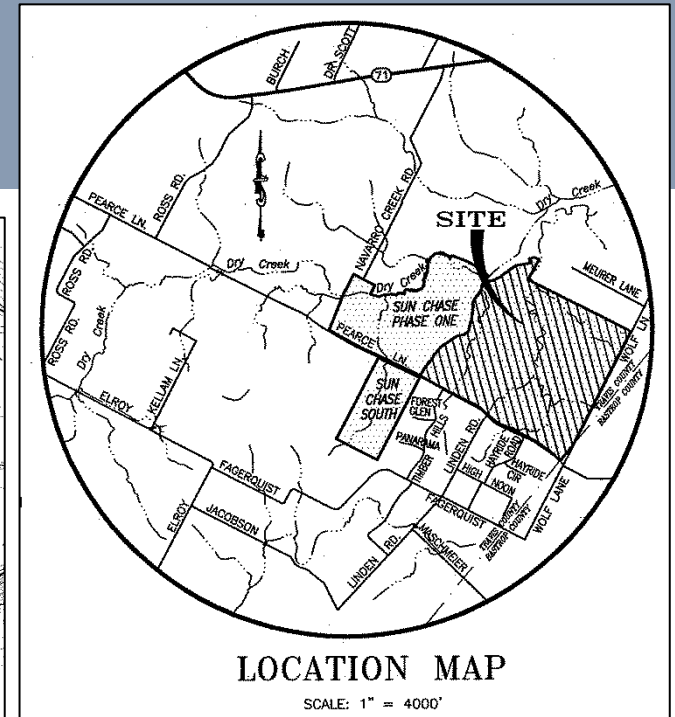 BURCH
DR. SCOTT
71
ROSS RD.
PEARCE LN.
NAVARRO CREEK RD.
Dry Creek
SITE
ROSS RD.
Dry Creek
Dry Creek
MEURER LANE
SUN CHASE
PHASE ONE
ROSS RD.
Dry Creek
PEARCE LN.
WOLF LN
KELLAM LN.
SUN
CHASE
SOUTH
FOREST
GLEN
TRAVIS COUNTY
BASTROP COUNTY
ELROY
PANARAMA
TIMBER HILLS
LINDEN RD.
HAYRIDE
ROAD
HAYRIDE
CIR
HIGH
NOON
FAGERQUIST
FAGERQUIST
ELROY
JACOBSON
LINDEN RD.
MASCHMEIER
TRAVIS COUNTY
BASTROP COUNTY
WOLF LANE
LOCATION MAP
SCALE: 1" = 4000'